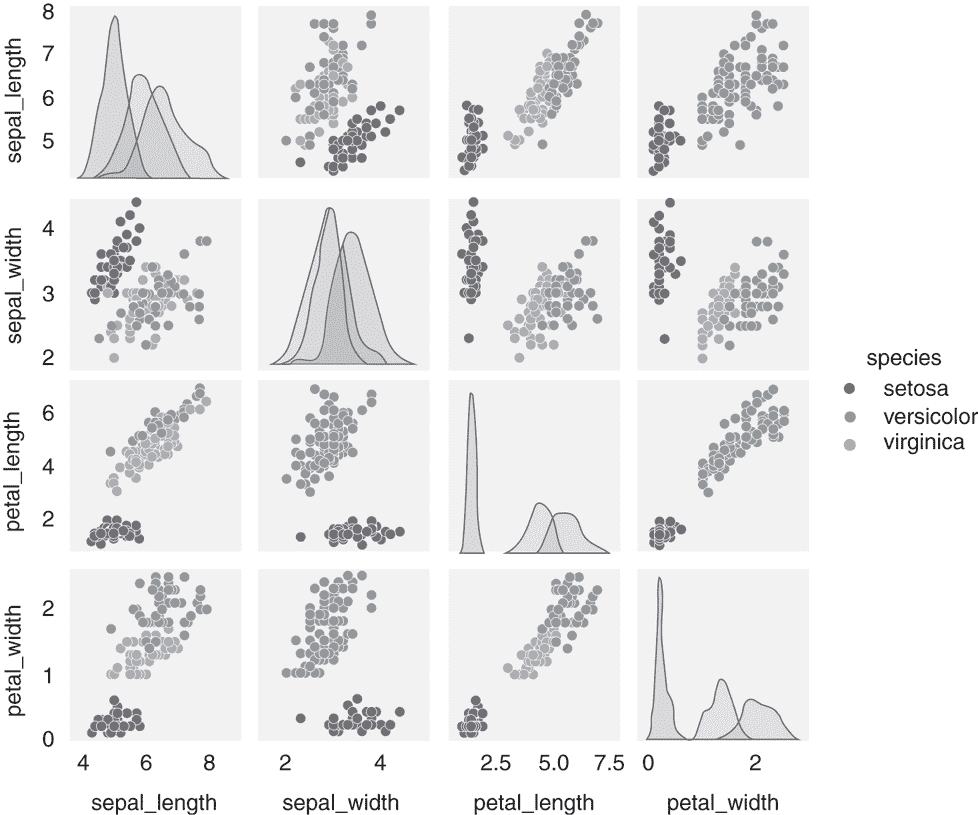 sepal_length
8
7
6
5
sepal_width
4
3
2
petal_length
6
4
2
petal_width
2
1
0
4 6 8
2 4
2.5 5.0 7.5
0 2
sepal_length sepal_width petal_length petal_width
species
setosa
versicolor
virginica